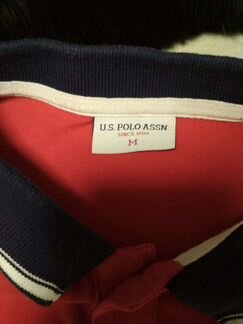 U.S. POLO ASSN.
SINCE 1890
M